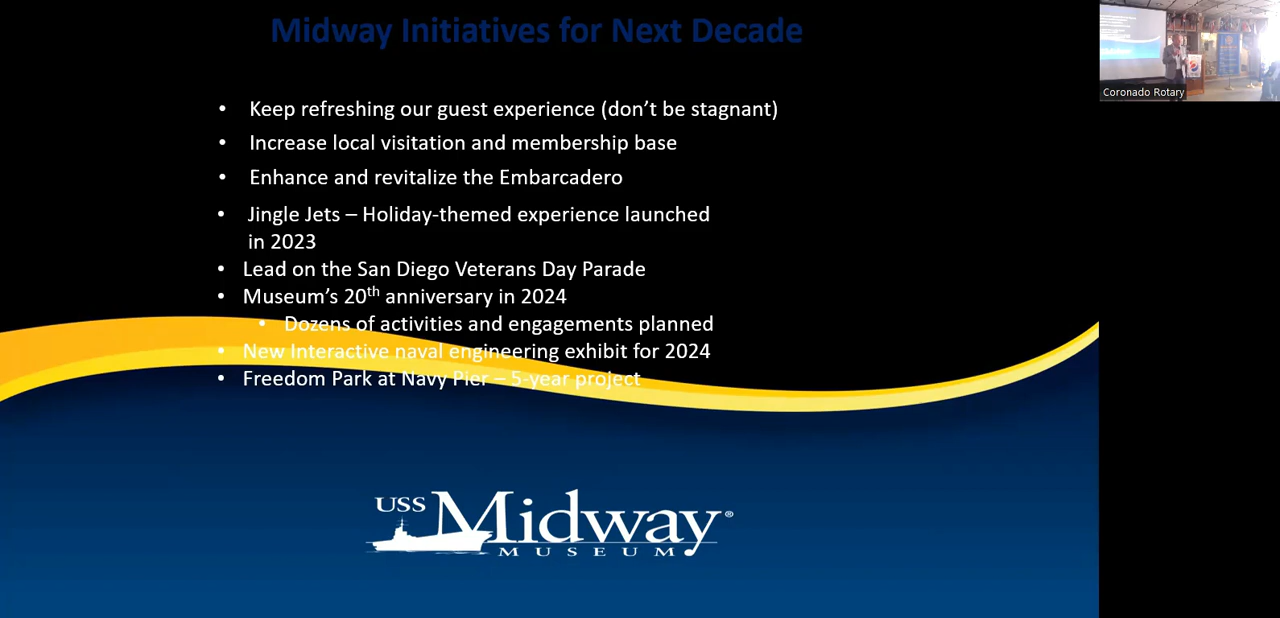 Midway Initiatives for Next Decade
• Keep refreshing our guest experience (don’t be stagnant)
• Increase local visitation and membership base
• Enhance and revitalize the Embarcadero
• Jingle Jets – Holiday-themed experience launched
in 2023
• Lead on the San Diego Veterans Day Parade
• Museum’s 20th anniversary in 2024
• Dozens of activities and engagements planned
• New Interactive naval engineering exhibit for 2024
• Freedom Park at Navy Pier – 5-year project
USS Midway®
MUSEUM
Coronado Rotary